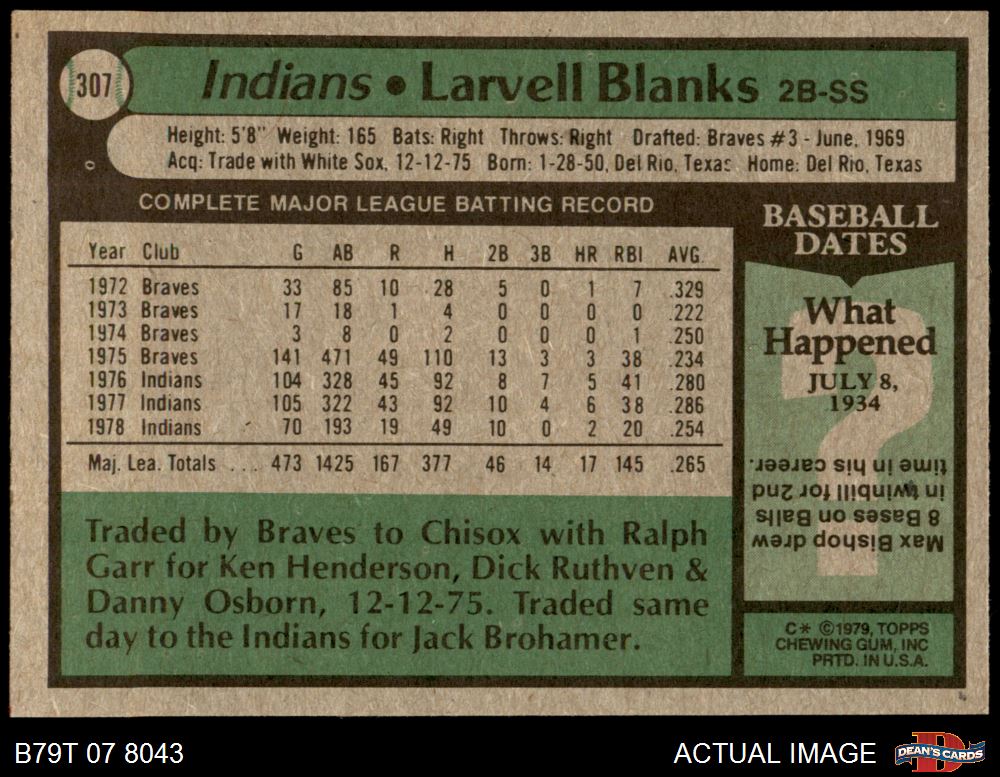 307
Indians • Larvell Blanks 2B-SS
Height: 5'8" Weight: 165 Bats: Right Throws: Right Drafted: Braves #3 - June, 1969
Acq: Trade with White Sox, 12-12-75 Born: 1-28-50, Del Rio, Texas Home: Del Rio, Texas
COMPLETE MAJOR LEAGUE BATTING RECORD
Year Club G AB R H 2B 3B HR RBI AVG.
1972 Braves 33 85 10 28 5 0 1 7 .329
1973 Braves 17 18 1 4 0 0 0 0 .222
1974 Braves 3 8 0 2 0 0 0 1 .250
1975 Braves 141 471 49 110 13 3 3 38 .234
1976 Indians 104 328 45 92 8 7 5 41 .280
1977 Indians 105 322 43 92 10 4 6 38 .286
1978 Indians 70 193 19 49 10 0 2 20 .254
Maj. Lea. Totals . . . 473 1425 167 377 46 14 17 145 .265
Traded by Braves to Chisox with Ralph
Garr for Ken Henderson, Dick Ruthven &
Danny Osborn, 12-12-75. Traded same
day to the Indians for Jack Brohamer.
BASEBALL
DATES
What
Happened
JULY 8,
1934
?
Max Bishop drew
8 Bases on Balls
in twinbill for 2nd
time in his career.
C* ©1979, TOPPS
CHEWING GUM, INC
PRTD. IN U.S.A.
B79T 07 8043
ACTUAL IMAGE
D
DEAN'S CARDS